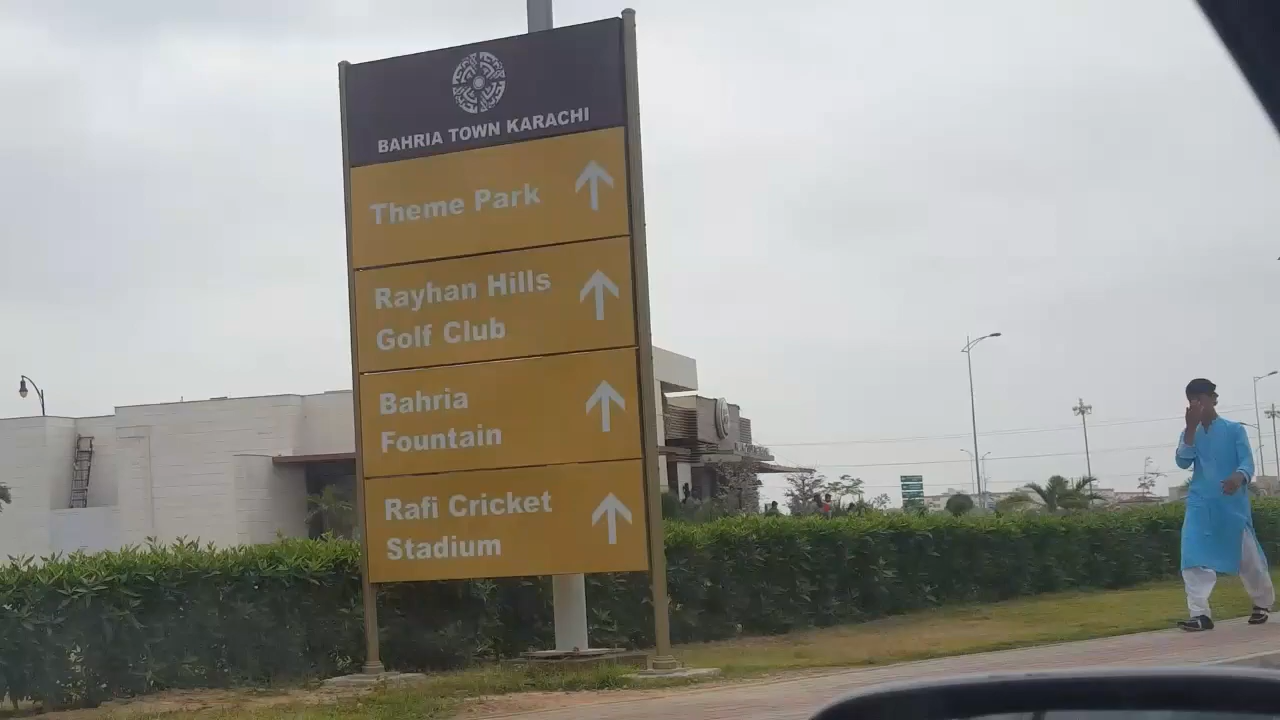 BAHRIA TOWN KARACHI
Theme Park
Rayhan Hills
Golf Club
Bahria
Fountain
Rafi Cricket
Stadium